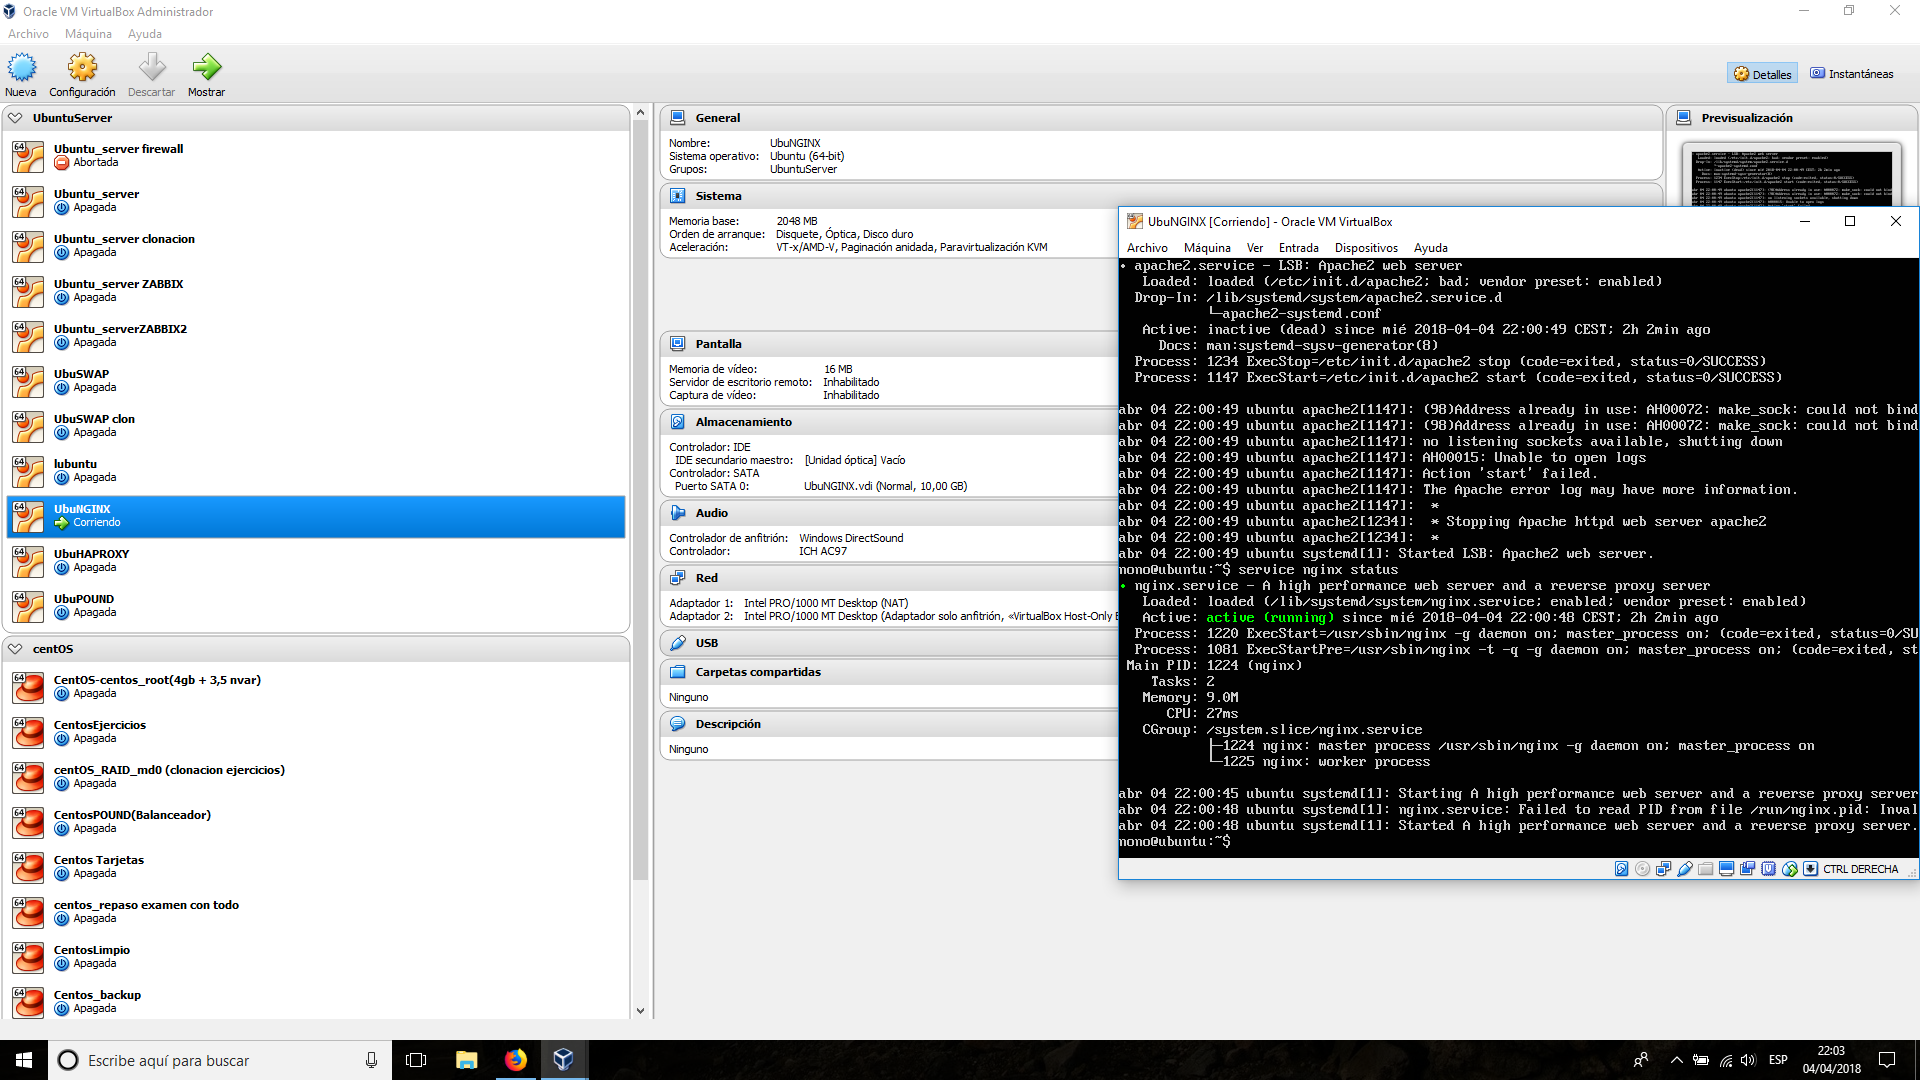 Oracle VM VirtualBox Administrador
Archivo Máquina Ayuda
Nueva Configuración Descartar Mostrar
Detalles Instantáneas
UbuntuServer
64 Ubuntu_server firewall
Abortada
64 Ubuntu_server
Apagada
64 Ubuntu_server clonacion
Apagada
64 Ubuntu_server ZABBIX
Apagada
64 Ubuntu_serverZABBIX2
Apagada
64 UbuSWAP
Apagada
64 UbuSWAP clon
Apagada
64 lubuntu
Apagada
64 UbuNGINX
Corriendo
64 UbuHAPROXY
Apagada
64 UbuPOUND
Apagada
centOS
64 CentOS-centos_root(4gb + 3,5 nvar)
Apagada
64 CentosEjercicios
Apagada
64 centOS_RAID_md0 (clonacion ejercicios)
Apagada
64 CentosPOUND(Balanceador)
Apagada
64 Centos Tarjetas
Apagada
64 centos_repaso examen con todo
Apagada
64 CentosLimpio
Apagada
64 Centos_backup
Apagada
General
Nombre: UbuNGINX
Sistema operativo: Ubuntu (64-bit)
Grupos: UbuntuServer
Sistema
Memoria base: 2048 MB
Orden de arranque: Disquete, Óptica, Disco duro
Aceleración: VT-x/AMD-V, Paginación anidada, Paravirtualización KVM
Pantalla
Memoria de vídeo: 16 MB
Servidor de escritorio remoto: Inhabilitado
Captura de vídeo: Inhabilitado
Almacenamiento
Controlador: IDE
IDE secundario maestro: [Unidad óptica] Vacío
Controlador: SATA
Puerto SATA 0: UbuNGINX.vdi (Normal, 10,00 GB)
Audio
Controlador de anfitrión: Windows DirectSound
Controlador: ICH AC97
Red
Adaptador 1: Intel PRO/1000 MT Desktop (NAT)
Adaptador 2: Intel PRO/1000 MT Desktop (Adaptador solo anfitrión, «VirtualBox Host-Only E
USB
Carpetas compartidas
Ninguno
Descripción
Ninguno
Previsualización
UbuNGINX [Corriendo] - Oracle VM VirtualBox
Archivo Máquina Ver Entrada Dispositivos Ayuda
• apache2.service - LSB: Apache2 web server
Loaded: loaded (/etc/init.d/apache2; bad; vendor preset: enabled)
Drop-In: /lib/systemd/system/apache2.service.d
└─apache2-systemd.conf
Active: inactive (dead) since mié 2018-04-04 22:00:49 CEST; 2h 2min ago
Docs: man:systemd-sysv-generator(8)
Process: 1234 ExecStop=/etc/init.d/apache2 stop (code=exited, status=0/SUCCESS)
Process: 1147 ExecStart=/etc/init.d/apache2 start (code=exited, status=0/SUCCESS)
abr 04 22:00:49 ubuntu apache2[1147]: (98)Address already in use: AH00072: make_sock: could not bind
abr 04 22:00:49 ubuntu apache2[1147]: (98)Address already in use: AH00072: make_sock: could not bind
abr 04 22:00:49 ubuntu apache2[1147]: no listening sockets available, shutting down
abr 04 22:00:49 ubuntu apache2[1147]: AH00015: Unable to open logs
abr 04 22:00:49 ubuntu apache2[1147]: Action 'start' failed.
abr 04 22:00:49 ubuntu apache2[1147]: The Apache error log may have more information.
abr 04 22:00:49 ubuntu apache2[1147]: *
abr 04 22:00:49 ubuntu apache2[1234]: * Stopping Apache httpd web server apache2
abr 04 22:00:49 ubuntu apache2[1234]: *
abr 04 22:00:49 ubuntu systemd[1]: Started LSB: Apache2 web server.
nono@ubuntu:~$ service nginx status
• nginx.service - A high performance web server and a reverse proxy server
Loaded: loaded (/lib/systemd/system/nginx.service; enabled; vendor preset: enabled)
Active: active (running) since mié 2018-04-04 22:00:48 CEST; 2h 2min ago
Process: 1220 ExecStart=/usr/sbin/nginx -g daemon on; master_process on; (code=exited, status=0/SU
Process: 1081 ExecStartPre=/usr/sbin/nginx -t -q -g daemon on; master_process on; (code=exited, st
Main PID: 1224 (nginx)
Tasks: 2
Memory: 9.0M
CPU: 27ms
CGroup: /system.slice/nginx.service
├─1224 nginx: master process /usr/sbin/nginx -g daemon on; master_process on
└─1225 nginx: worker process
abr 04 22:00:45 ubuntu systemd[1]: Starting A high performance web server and a reverse proxy server
abr 04 22:00:48 ubuntu systemd[1]: nginx.service: Failed to read PID from file /run/nginx.pid: Inval
abr 04 22:00:48 ubuntu systemd[1]: Started A high performance web server and a reverse proxy server.
nono@ubuntu:~$
CTRL DERECHA
Escribe aquí para buscar
ESP
22:03
04/04/2018